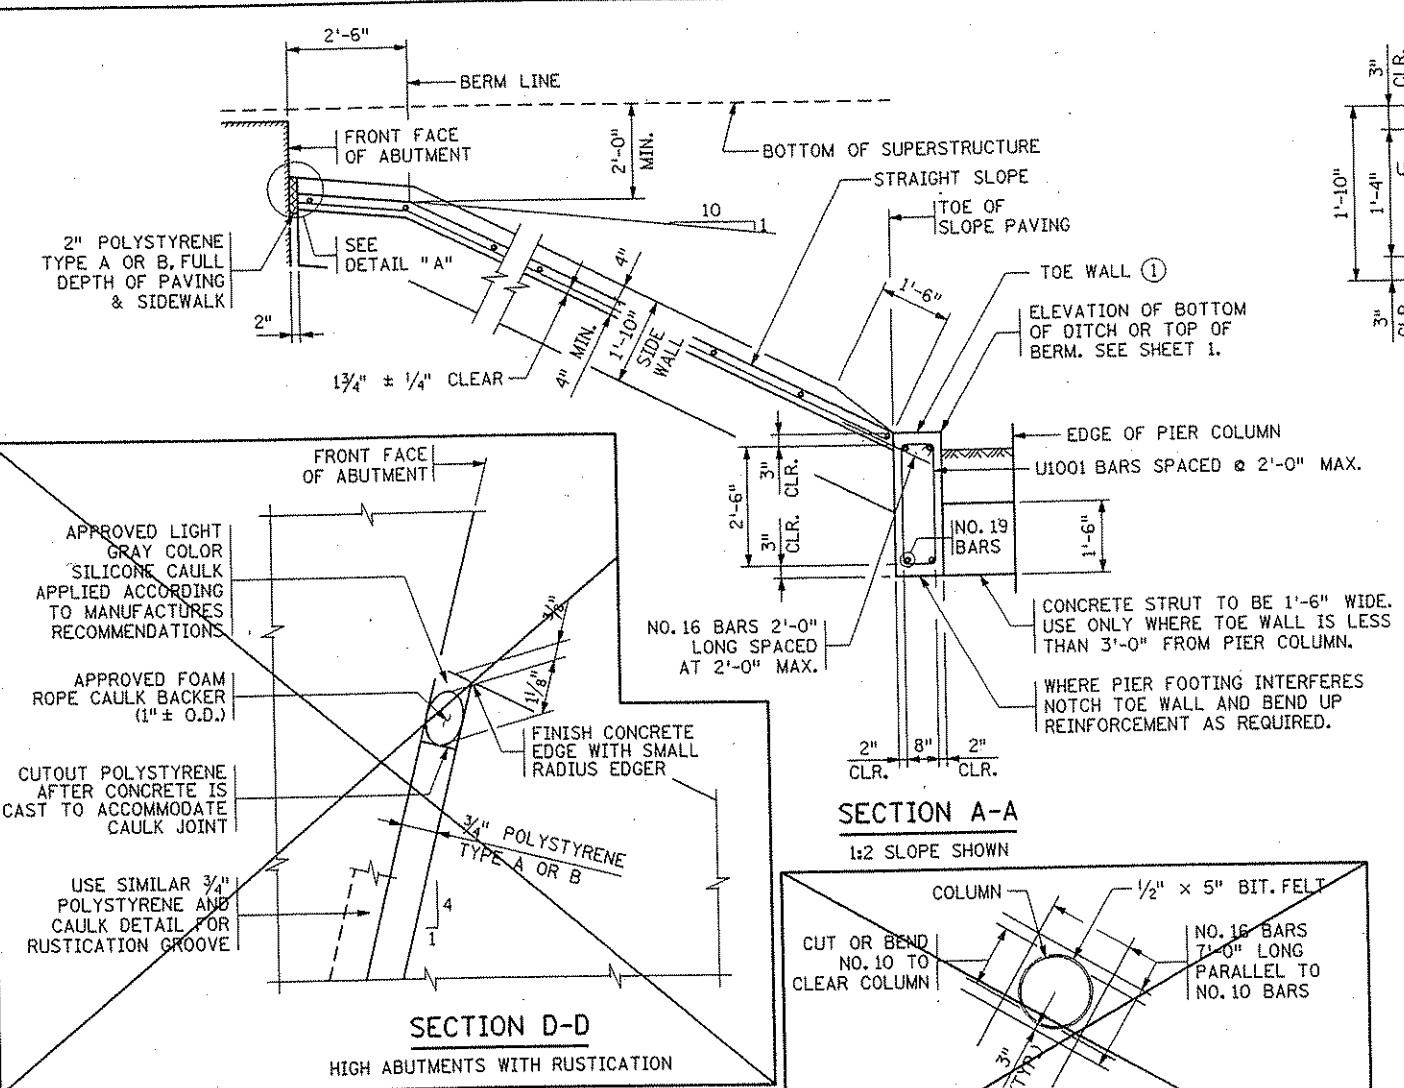 2'-6"
BERM LINE
FRONT FACE
OF ABUTMENT
2'-0"
MIN.
BOTTOM OF SUPERSTRUCTURE
STRAIGHT SLOPE
10
1
TOE OF
SLOPE PAVING
2" POLYSTYRENE
TYPE A OR B, FULL
DEPTH OF PAVING
& SIDEWALK
SEE
DETAIL "A"
2"
4"
TOE WALL ①
1'-6"
ELEVATION OF BOTTOM
OF DITCH OR TOP OF
BERM. SEE SHEET 1.
1¾" ± ¼" CLEAR
4" MIN.
1'-10"
SIDE
WALL
3"
CLR.
1'-10"
1'-4"
3"
EDGE OF PIER COLUMN
U1001 BARS SPACED @ 2'-0" MAX.
3"
CLR.
2'-6"
3"
CLR.
NO. 19
BARS
1'-6"
NO. 16 BARS 2'-0"
LONG SPACED
AT 2'-0" MAX.
CONCRETE STRUT TO BE 1'-6" WIDE.
USE ONLY WHERE TOE WALL IS LESS
THAN 3'-0" FROM PIER COLUMN.
WHERE PIER FOOTING INTERFERES
NOTCH TOE WALL AND BEND UP
REINFORCEMENT AS REQUIRED.
2"
CLR.
8"
2"
CLR.
SECTION A-A
1:2 SLOPE SHOWN
FRONT FACE
OF ABUTMENT
APPROVED LIGHT
GRAY COLOR
SILICONE CAULK
APPLIED ACCORDING
TO MANUFACTURES
RECOMMENDATIONS
APPROVED FOAM
ROPE CAULK BACKER
(1" ± O.D.)
1⅛"
FINISH CONCRETE
EDGE WITH SMALL
RADIUS EDGER
CUTOUT POLYSTYRENE
AFTER CONCRETE IS
CAST TO ACCOMMODATE
CAULK JOINT
¾" POLYSTYRENE
TYPE A OR B
USE SIMILAR ¾"
POLYSTYRENE AND
CAULK DETAIL FOR
RUSTICATION GROOVE
4
1
SECTION D-D
HIGH ABUTMENTS WITH RUSTICATION
COLUMN
½" × 5" BIT. FELT
CUT OR BEND
NO. 10 TO
CLEAR COLUMN
NO. 16 BARS
7'-0" LONG
PARALLEL TO
NO. 10 BARS
3"
(TYP.)